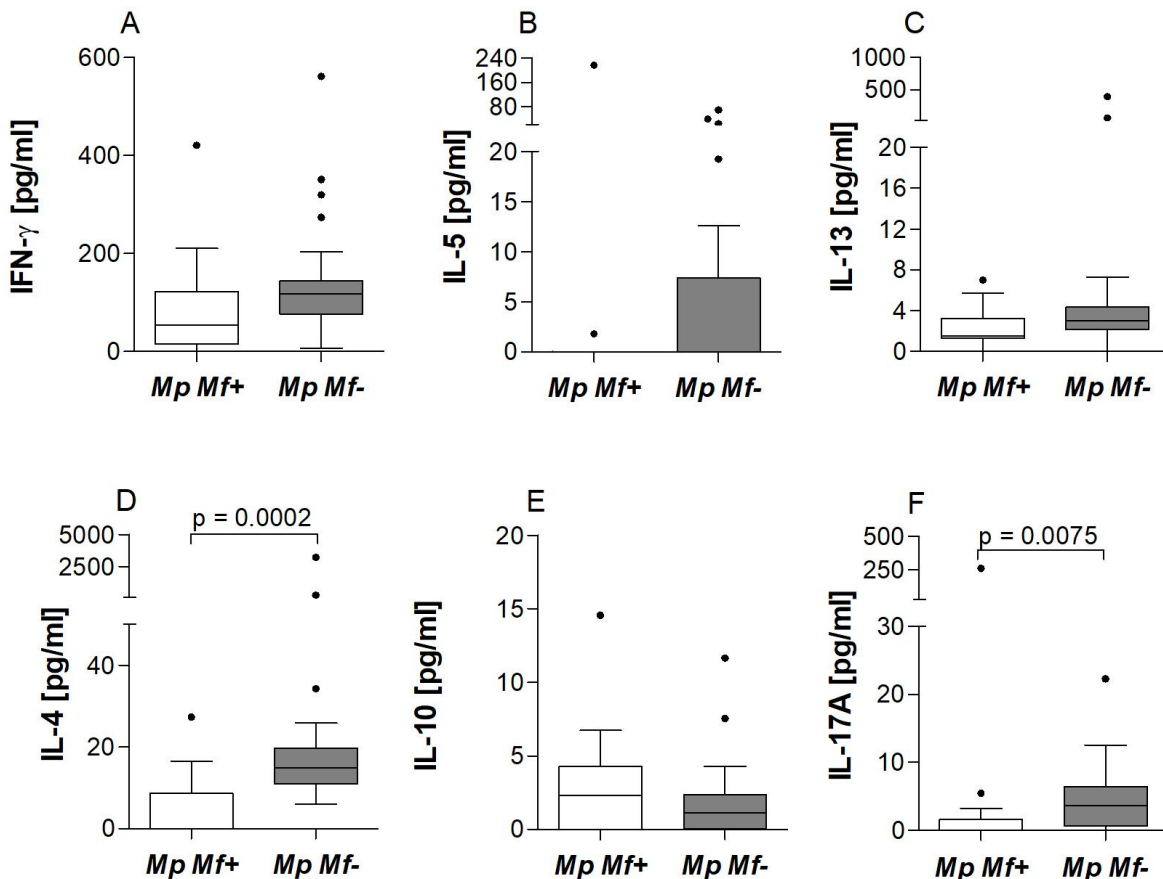 A
IFN-γ [pg/ml]
600
400
200
0
Mp Mf+ Mp Mf-
B
IL-5 [pg/ml]
240
160
80
20
15
10
5
0
Mp Mf+ Mp Mf-
C
IL-13 [pg/ml]
1000
500
20
16
12
8
4
0
Mp Mf+ Mp Mf-
D
p = 0.0002
IL-4 [pg/ml]
5000
2500
40
20
0
Mp Mf+ Mp Mf-
E
IL-10 [pg/ml]
20
15
10
5
0
Mp Mf+ Mp Mf-
F
p = 0.0075
IL-17A [pg/ml]
500
250
30
20
10
0
Mp Mf+ Mp Mf-